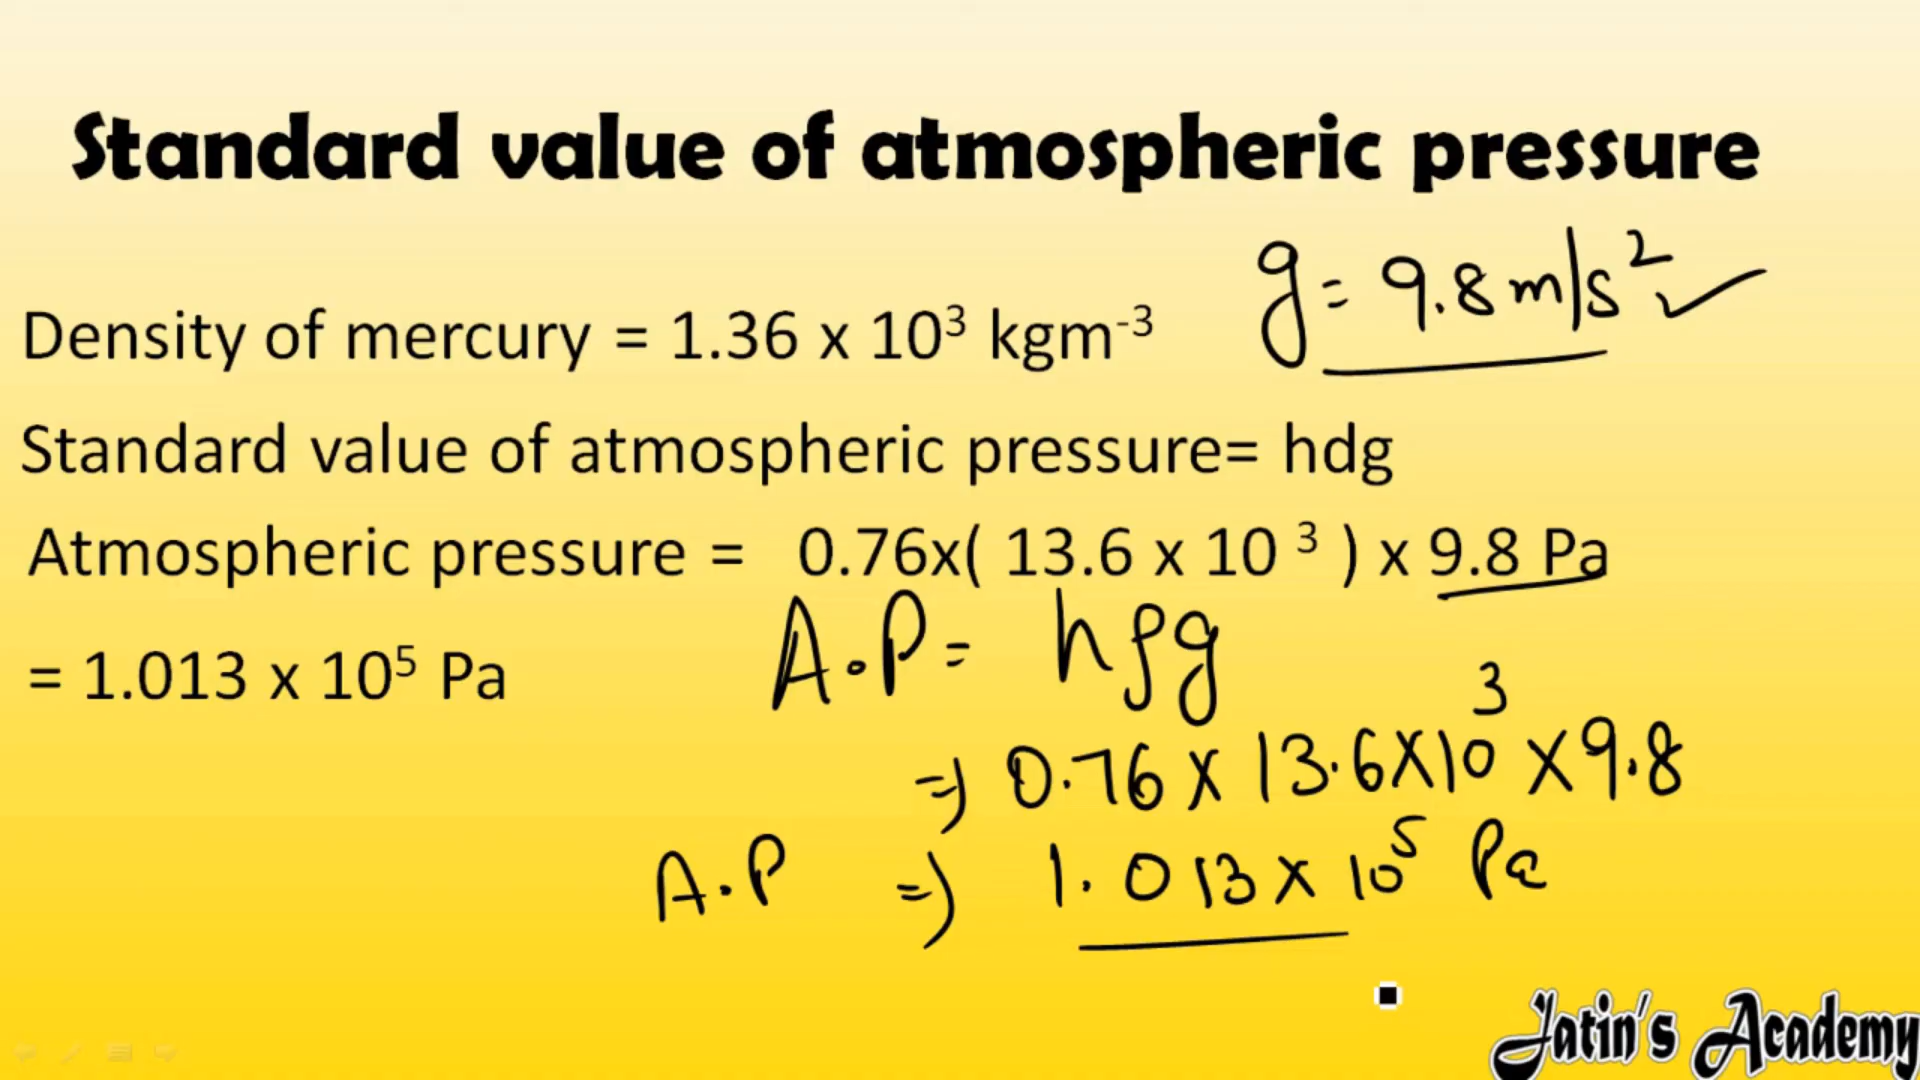 Standard value of atmospheric pressure
g = 9.8 m/s²
Density of mercury = 1.36 x 10³ kgm⁻³
Standard value of atmospheric pressure= hdg
Atmospheric pressure = 0.76x( 13.6 x 10 ³ ) x 9.8 Pa
= 1.013 x 10⁵ Pa
A.P = hρg
=) 0.76 X 13.6 X 10³ X 9.8
A.P =) 1.013 x 10⁵ Pa
Jatin's Academy